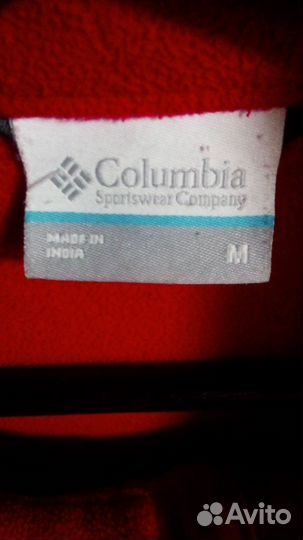 Columbia
Sportswear Company
MADE IN
INDIA
M
Avito